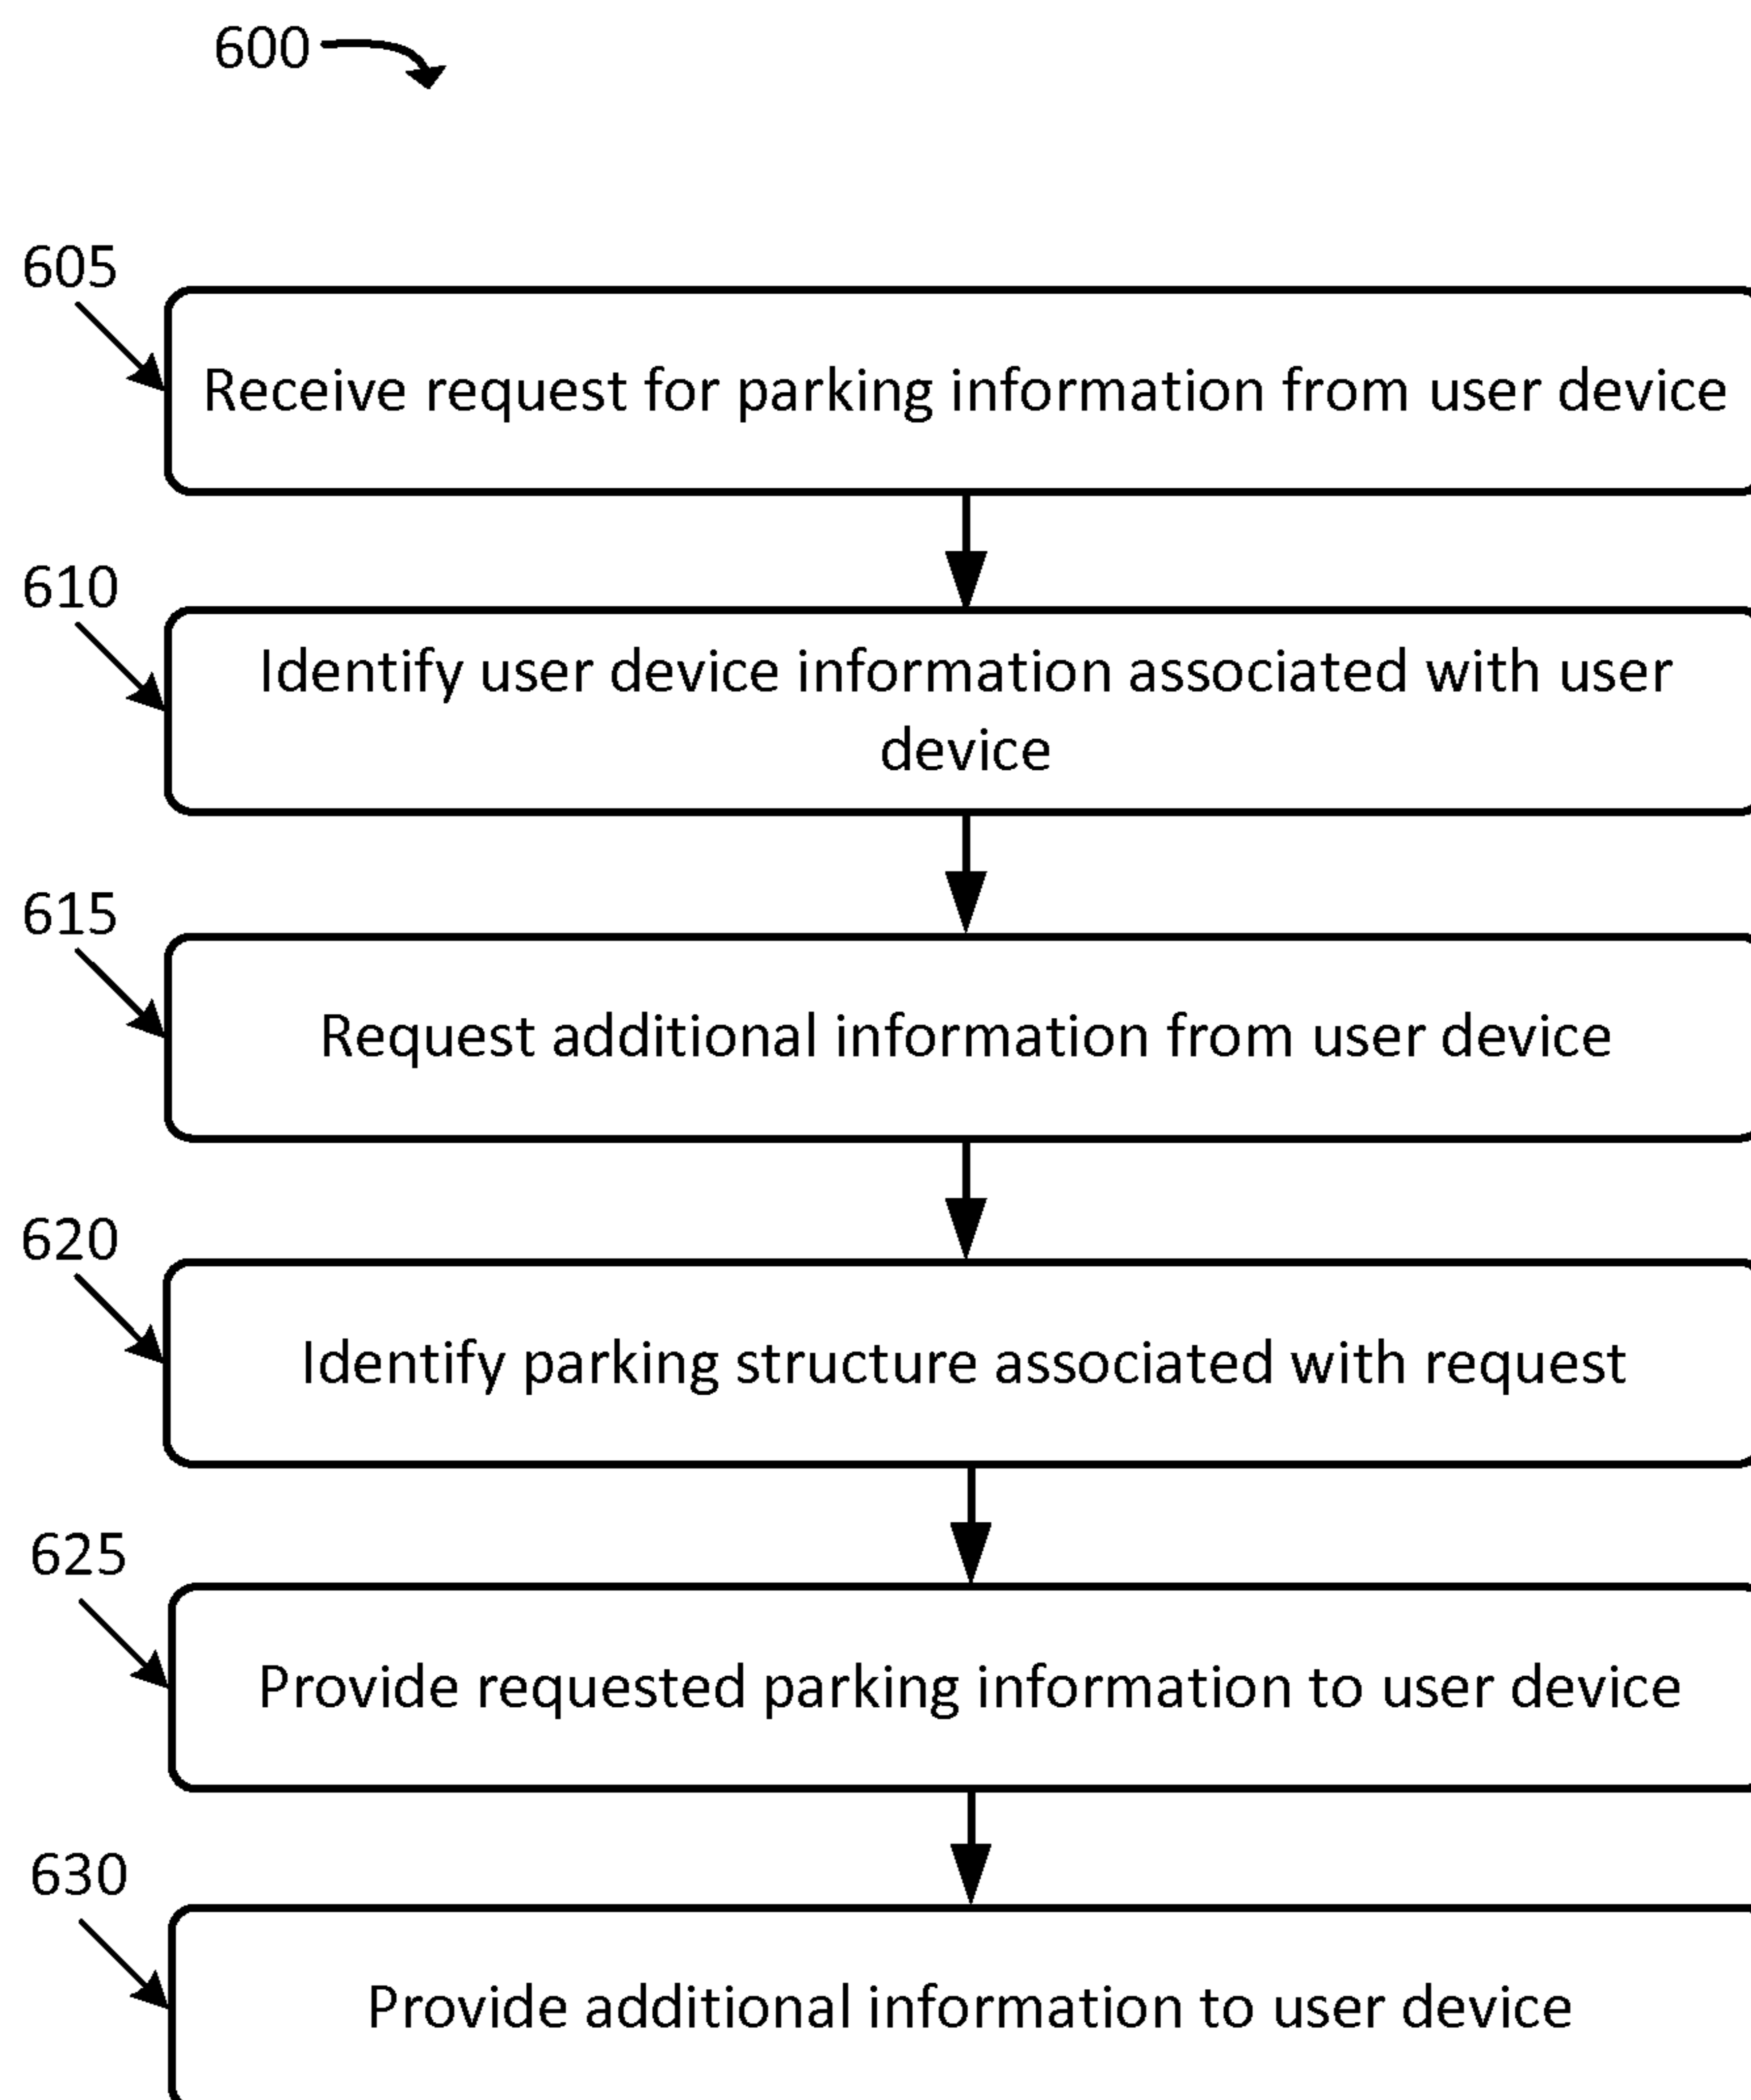 600
605
Receive request for parking information from user device
610
Identify user device information associated with user
device
615
Request additional information from user device
620
Identify parking structure associated with request
625
Provide requested parking information to user device
630
Provide additional information to user device